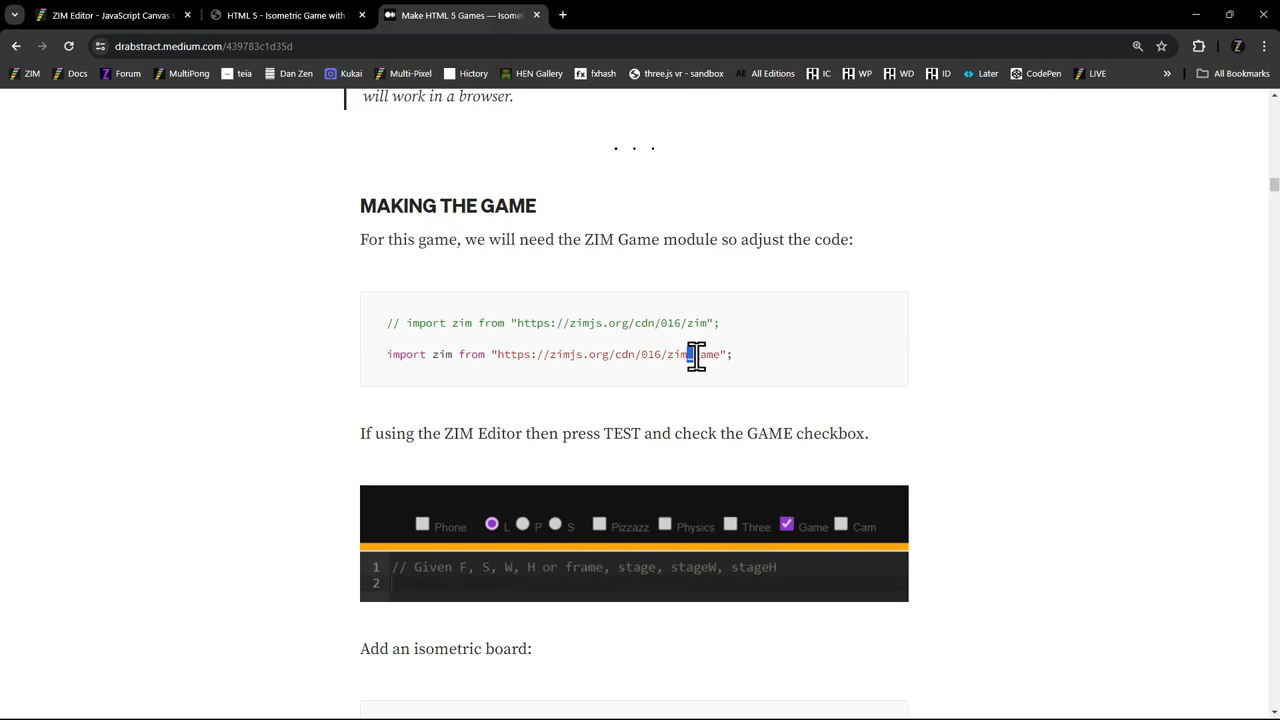 ZIM Editor - JavaScript Canvas
HTML 5 - Isometric Game with
Make HTML 5 Games — Isomet
drabstract.medium.com/439783c1d35d
ZIM
Docs
Forum
MultiPong
teia
Dan Zen
Kukai
Multi-Pixel
Hictory
HEN Gallery
fxhash
three.js vr - sandbox
All Editions
IC
WP
WD
ID
Later
CodePen
LIVE
All Bookmarks
will work in a browser.
. . .
MAKING THE GAME
For this game, we will need the ZIM Game module so adjust the code:
// import zim from "https://zimjs.org/cdn/016/zim";
import zim from "https://zimjs.org/cdn/016/zim_game";
If using the ZIM Editor then press TEST and check the GAME checkbox.
Phone L P S Pizzazz Physics Three Game Cam
1 // Given F, S, W, H or frame, stage, stageW, stageH
2
Add an isometric board: